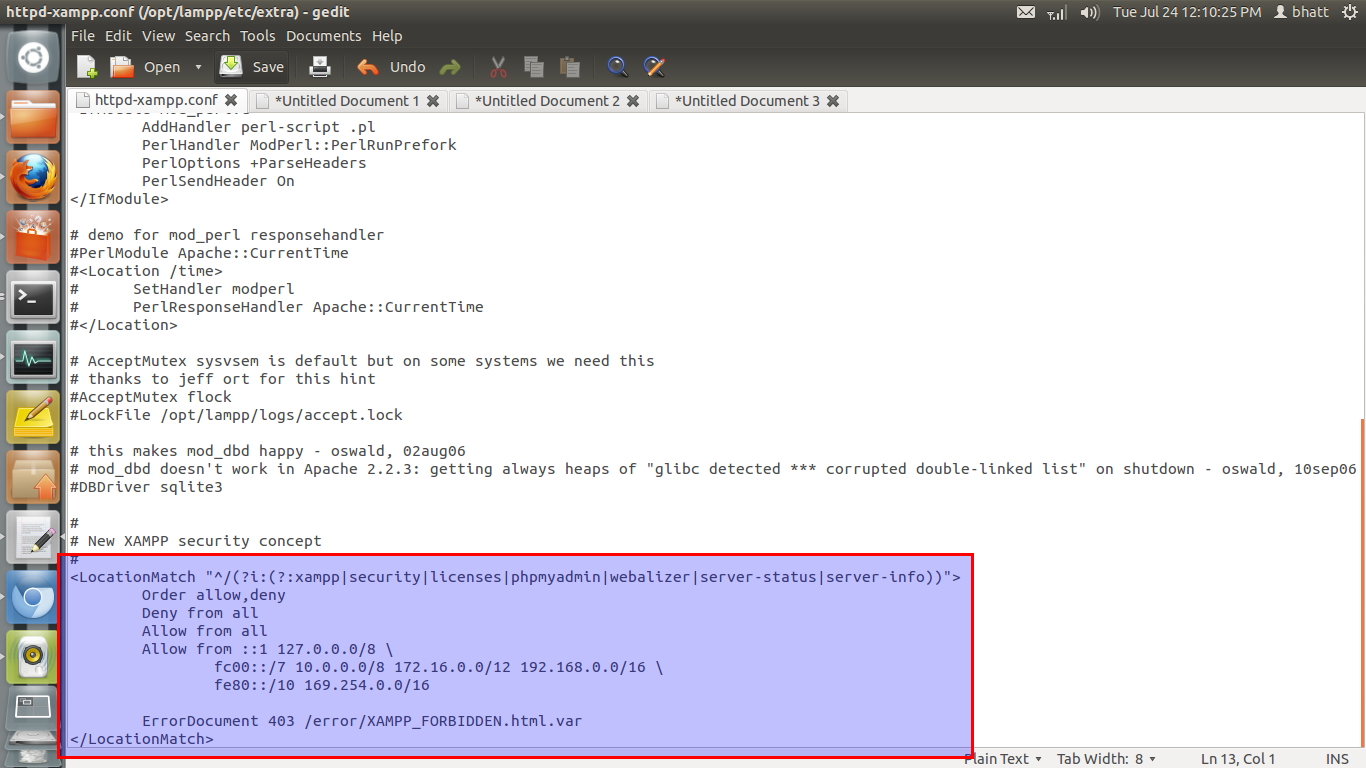 httpd-xampp.conf (/opt/lampp/etc/extra) - gedit
Tue Jul 24 12:10:25 PM
bhatt
File Edit View Search Tools Documents Help
Open Save Undo
httpd-xampp.conf
*Untitled Document 1
*Untitled Document 2
*Untitled Document 3
        AddHandler perl-script .pl
        PerlHandler ModPerl::PerlRunPrefork
        PerlOptions +ParseHeaders
        PerlSendHeader On
</IfModule>
# demo for mod_perl responsehandler
#PerlModule Apache::CurrentTime
#<Location /time>
#      SetHandler modperl
#      PerlResponseHandler Apache::CurrentTime
#</Location>
# AcceptMutex sysvsem is default but on some systems we need this
# thanks to jeff ort for this hint
#AcceptMutex flock
#LockFile /opt/lampp/logs/accept.lock
# this makes mod_dbd happy - oswald, 02aug06
# mod_dbd doesn't work in Apache 2.2.3: getting always heaps of "glibc detected *** corrupted double-linked list" on shutdown - oswald, 10sep06
#DBDriver sqlite3
#
# New XAMPP security concept
#
<LocationMatch "^/(?i:(?:xampp|security|licenses|phpmyadmin|webalizer|server-status|server-info))">
        Order allow,deny
        Deny from all
        Allow from all
        Allow from ::1 127.0.0.0/8 \
                fc00::/7 10.0.0.0/8 172.16.0.0/12 192.168.0.0/16 \
                fe80::/10 169.254.0.0/16
        ErrorDocument 403 /error/XAMPP_FORBIDDEN.html.var
</LocationMatch>
Plain Text Tab Width: 8 Ln 13, Col 1 INS